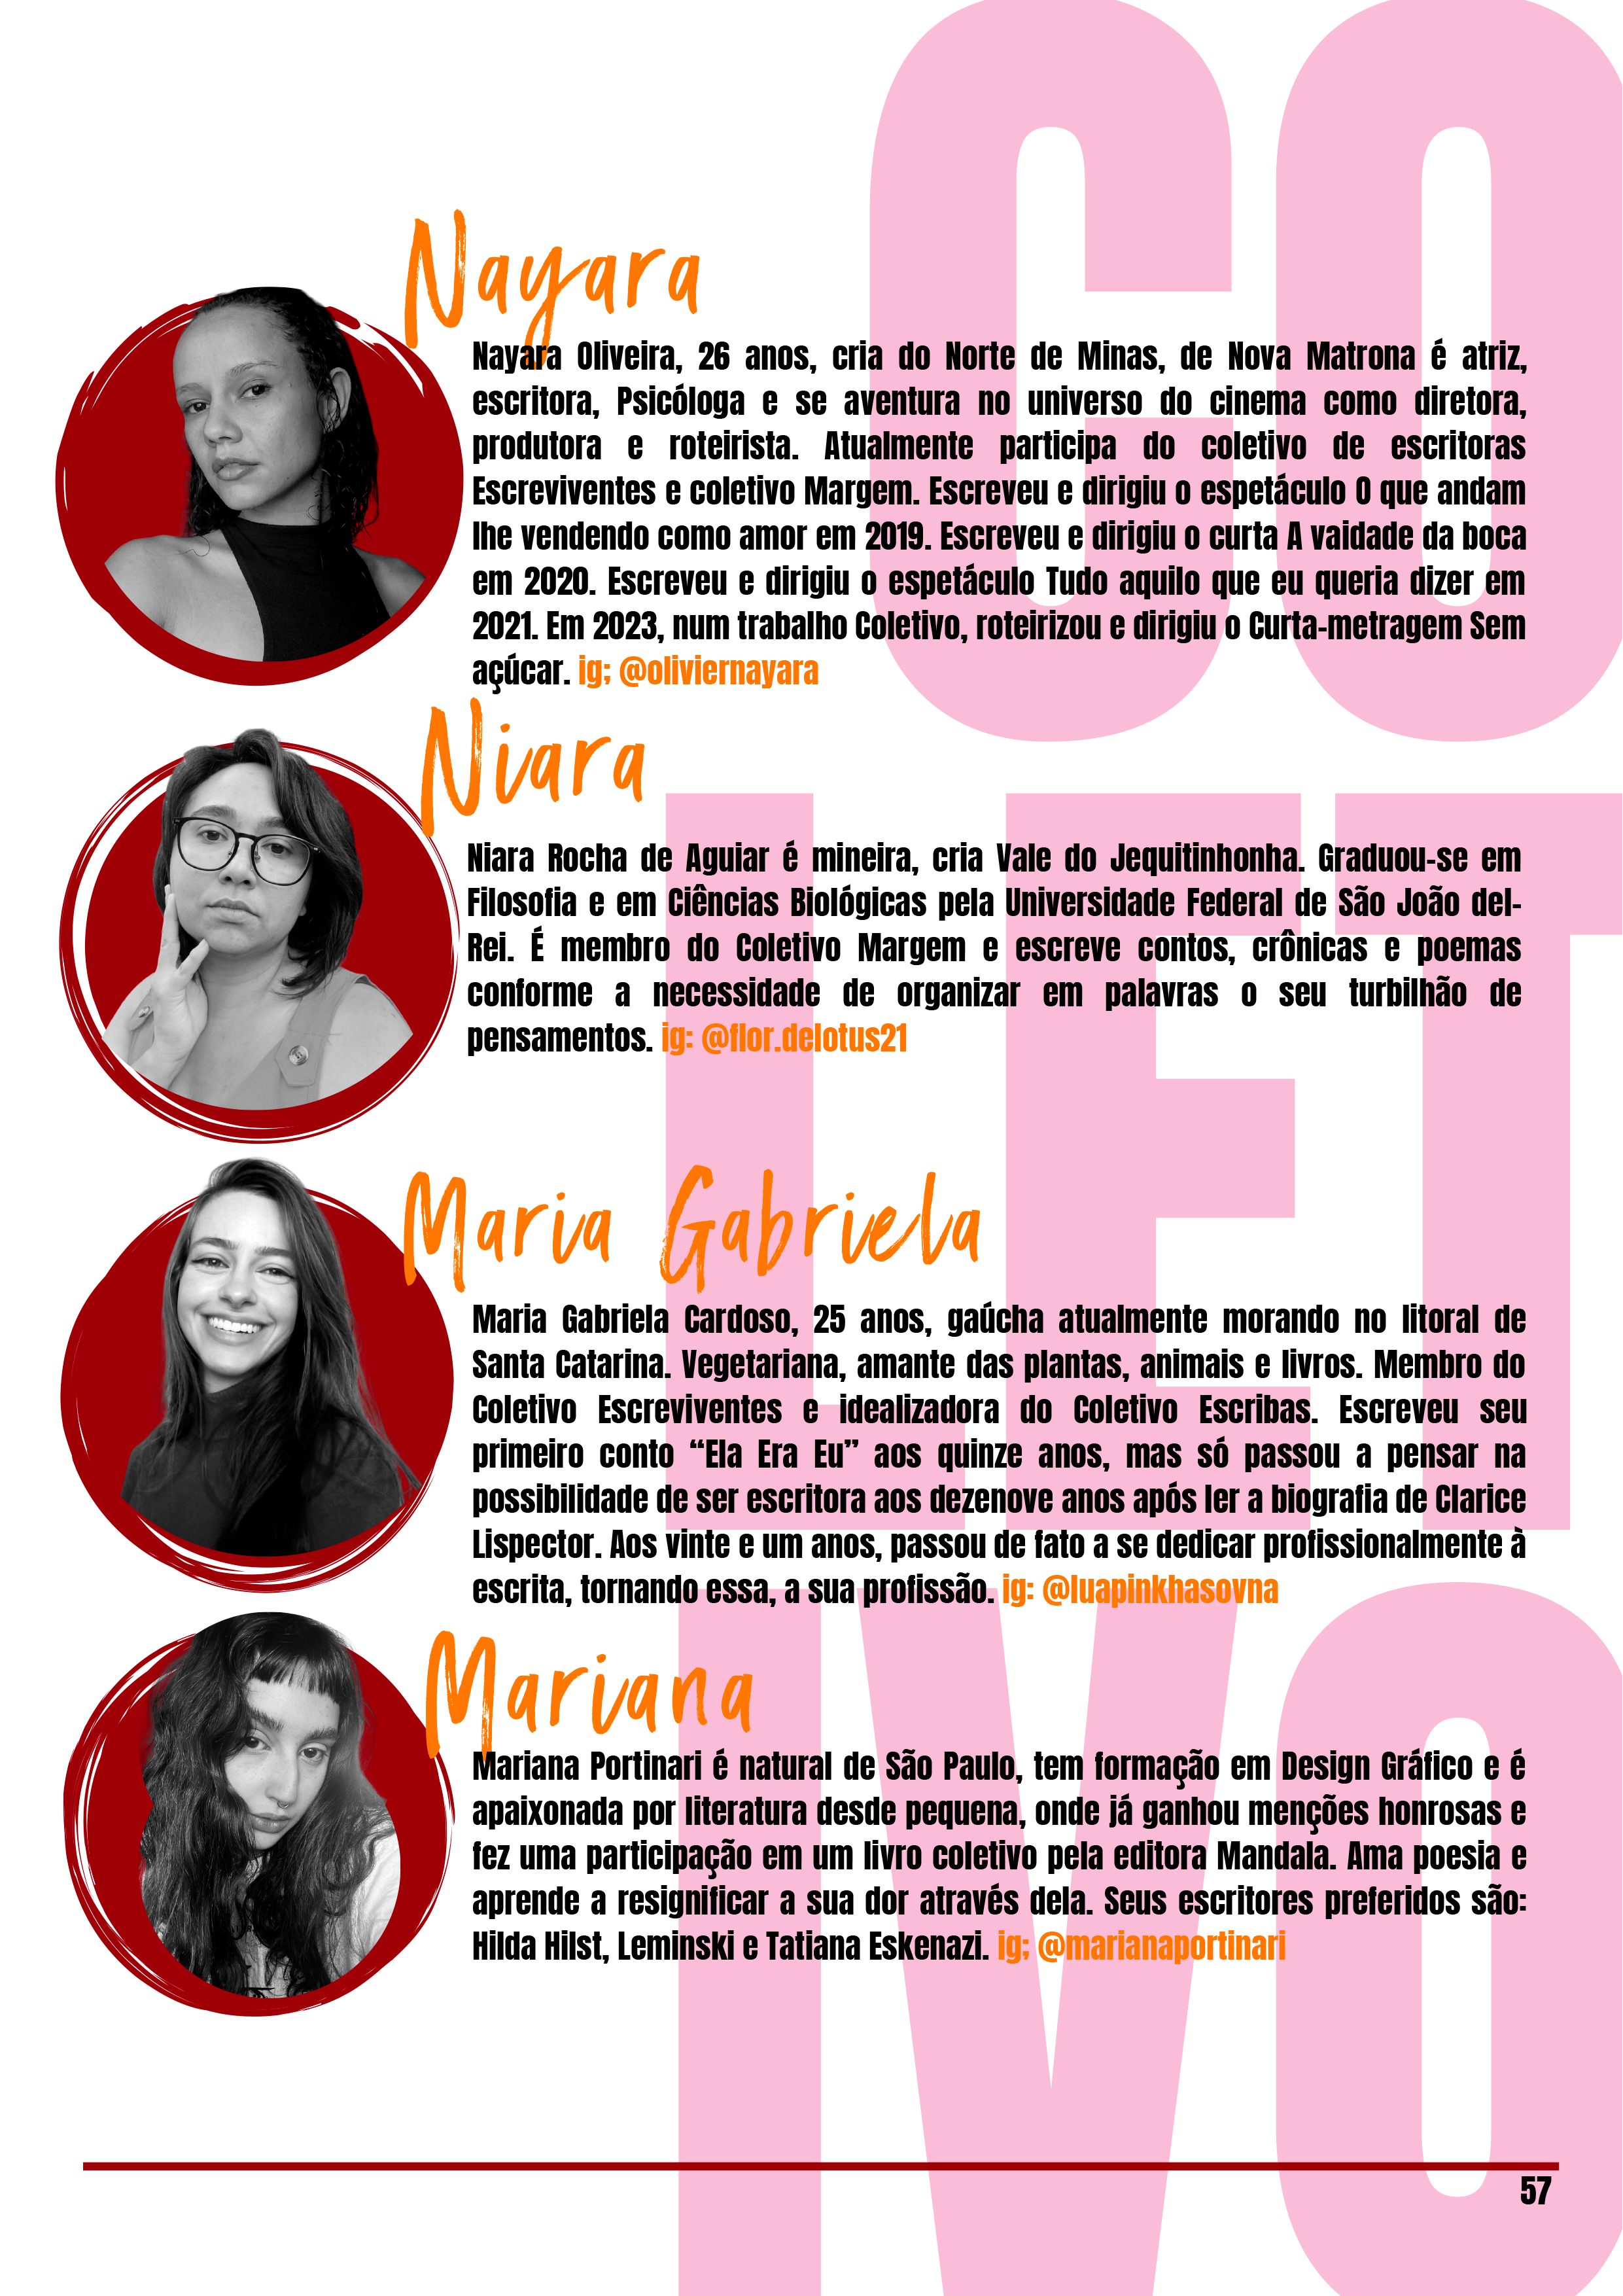 CO
LET
IVO
Nayara
Nayara Oliveira, 26 anos, cria do Norte de Minas, de Nova Matrona é atriz,
escritora, Psicóloga e se aventura no universo do cinema como diretora,
produtora e roteirista. Atualmente participa do coletivo de escritoras
Escreviventes e coletivo Margem. Escreveu e dirigiu o espetáculo O que andam
lhe vendendo como amor em 2019. Escreveu e dirigiu o curta A vaidade da boca
em 2020. Escreveu e dirigiu o espetáculo Tudo aquilo que eu queria dizer em
2021. Em 2023, num trabalho Coletivo, roteirizou e dirigiu o Curta-metragem Sem
açúcar. ig; @oliviernayara
Niara
Niara Rocha de Aguiar é mineira, cria Vale do Jequitinhonha. Graduou-se em
Filosofia e em Ciências Biológicas pela Universidade Federal de São João del-
Rei. É membro do Coletivo Margem e escreve contos, crônicas e poemas
conforme a necessidade de organizar em palavras o seu turbilhão de
pensamentos. ig: @flor.delotus21
Maria Gabriela
Maria Gabriela Cardoso, 25 anos, gaúcha atualmente morando no litoral de
Santa Catarina. Vegetariana, amante das plantas, animais e livros. Membro do
Coletivo Escreviventes e idealizadora do Coletivo Escribas. Escreveu seu
primeiro conto “Ela Era Eu” aos quinze anos, mas só passou a pensar na
possibilidade de ser escritora aos dezenove anos após ler a biografia de Clarice
Lispector. Aos vinte e um anos, passou de fato a se dedicar profissionalmente à
escrita, tornando essa, a sua profissão. ig: @luapinkhasovna
Mariana
Mariana Portinari é natural de São Paulo, tem formação em Design Gráfico e é
apaixonada por literatura desde pequena, onde já ganhou menções honrosas e
fez uma participação em um livro coletivo pela editora Mandala. Ama poesia e
aprende a resignificar a sua dor através dela. Seus escritores preferidos são:
Hilda Hilst, Leminski e Tatiana Eskenazi. ig; @marianaportinari
57